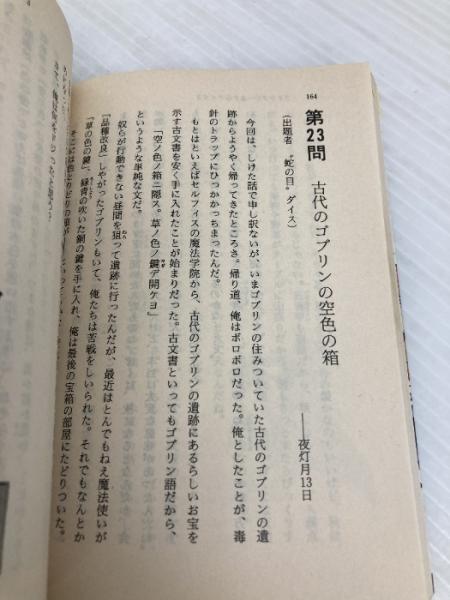 164
第23問　古代のゴブリンの空色の箱
(出題者　“蛇の目”ダイス)
――夜灯月13日
今回は、しけた話で申し訳ないが、いまゴブリンの住みついていた古代のゴブリンの遺
跡からようやく帰ってきたところさ。帰り道、俺はボロボロだった。俺としたことが、毒
針のトラップにひっかかっちまったんだ。
もとはといえばセルフィスの魔法学院から、古代のゴブリンの遺跡にあるらしいお宝を
示す古文書を安く手に入れたことが始まりだった。古文書といってもゴブリン語だから、
「空ノ色ノ箱ニ隠ス。草ノ色ノ鍵デ開ケヨ」
というような単純な文だ。
奴らが行動できない昼間を狙って遺跡に行ったんだが、最近はとんでもねえ魔法使いが
「品種改良」しやがったゴブリンもいて、俺たちは苦戦をしいられた。それでもなんとか
「草の色の鍵」、緑青の吹いた銅の鍵を手に入れ、俺は最後の宝箱の部屋にたどりついた。